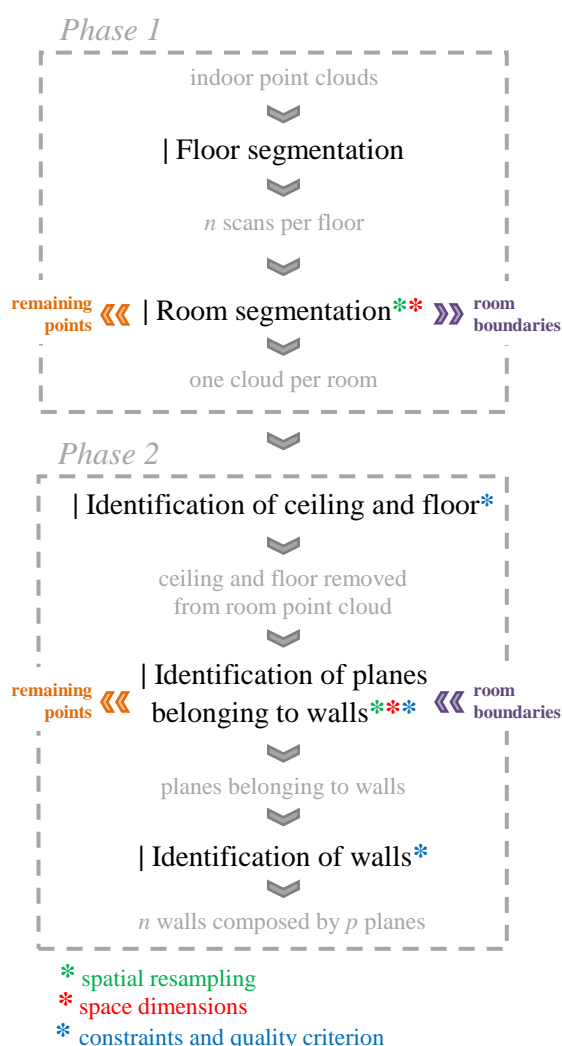 Phase 1
indoor point clouds
| Floor segmentation
n scans per floor
remaining
points
| Room segmentation**
room
boundaries
one cloud per room
Phase 2
| Identification of ceiling and floor*
ceiling and floor removed
from room point cloud
remaining
points
| Identification of planes
belonging to walls***
room
boundaries
planes belonging to walls
| Identification of walls*
n walls composed by p planes
* spatial resampling
* space dimensions
* constraints and quality criterion